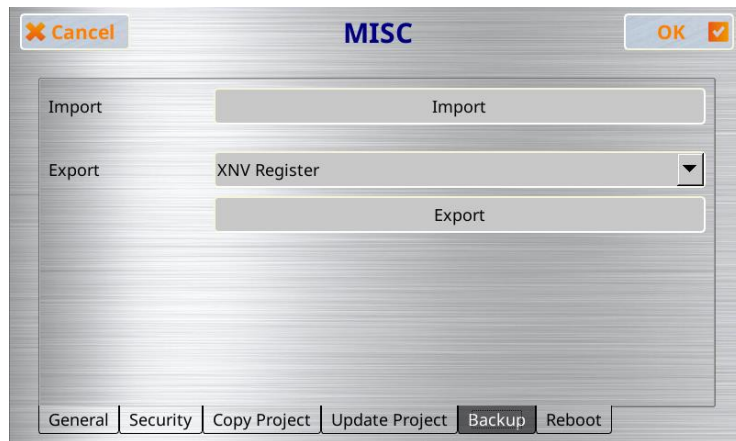 Cancel
MISC
OK
Import
Import
Export
XNV Register
Export
General
Security
Copy Project
Update Project
Backup
Reboot